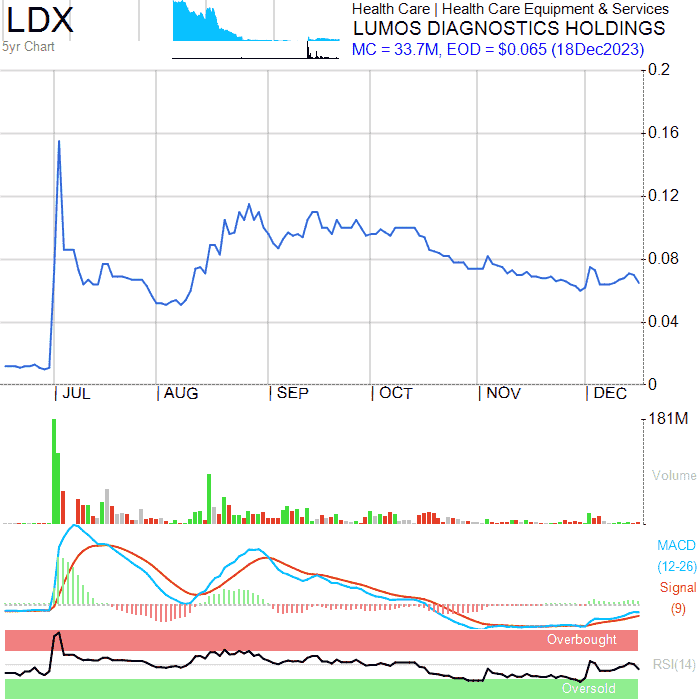 LDX
5yr Chart
Health Care | Health Care Equipment & Services
LUMOS DIAGNOSTICS HOLDINGS
MC = 33.7M, EOD = $0.065 (18Dec2023)
0.2
0.16
0.12
0.08
0.04
0
| JUL | AUG | SEP | OCT | NOV | DEC
181M
Volume
MACD
(12-26)
Signal
(9)
Overbought
RSI(14)
Oversold